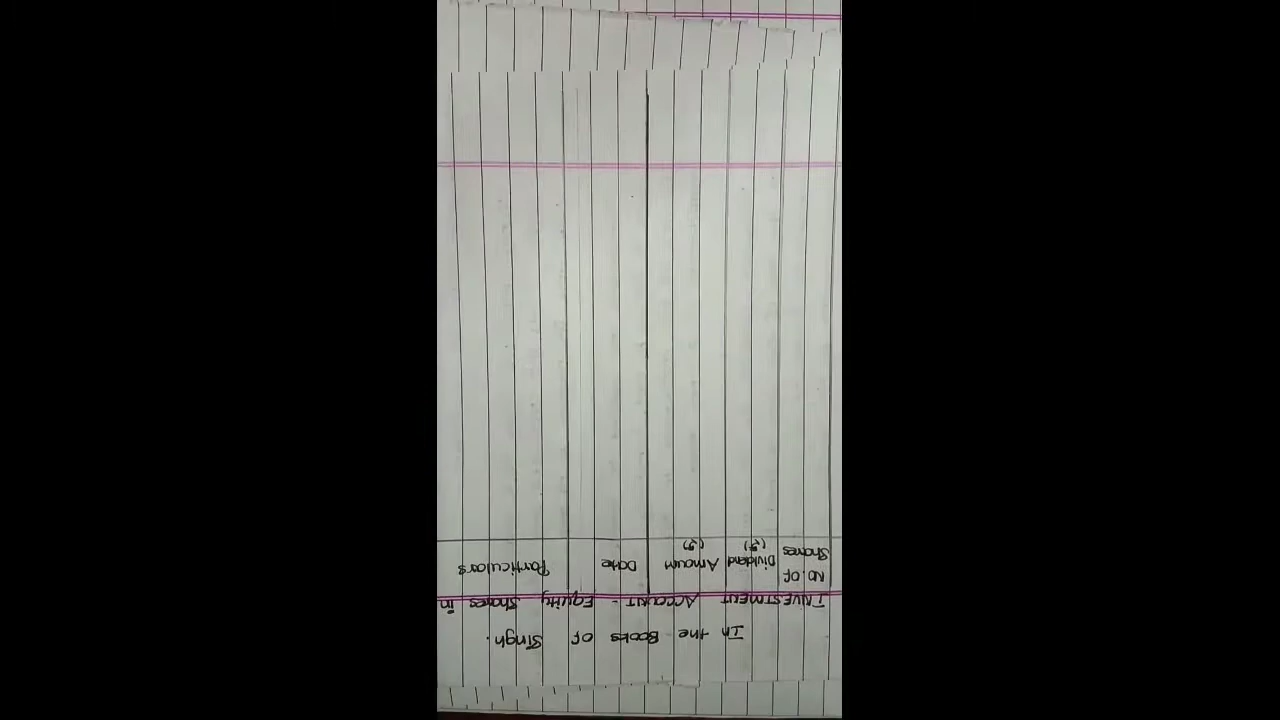 In the Books of Singh.
INVESTMENT ACCOUNT - Equity Shares in
NO. OF Shares Dividend (₹) Amount (₹) Date Particulars